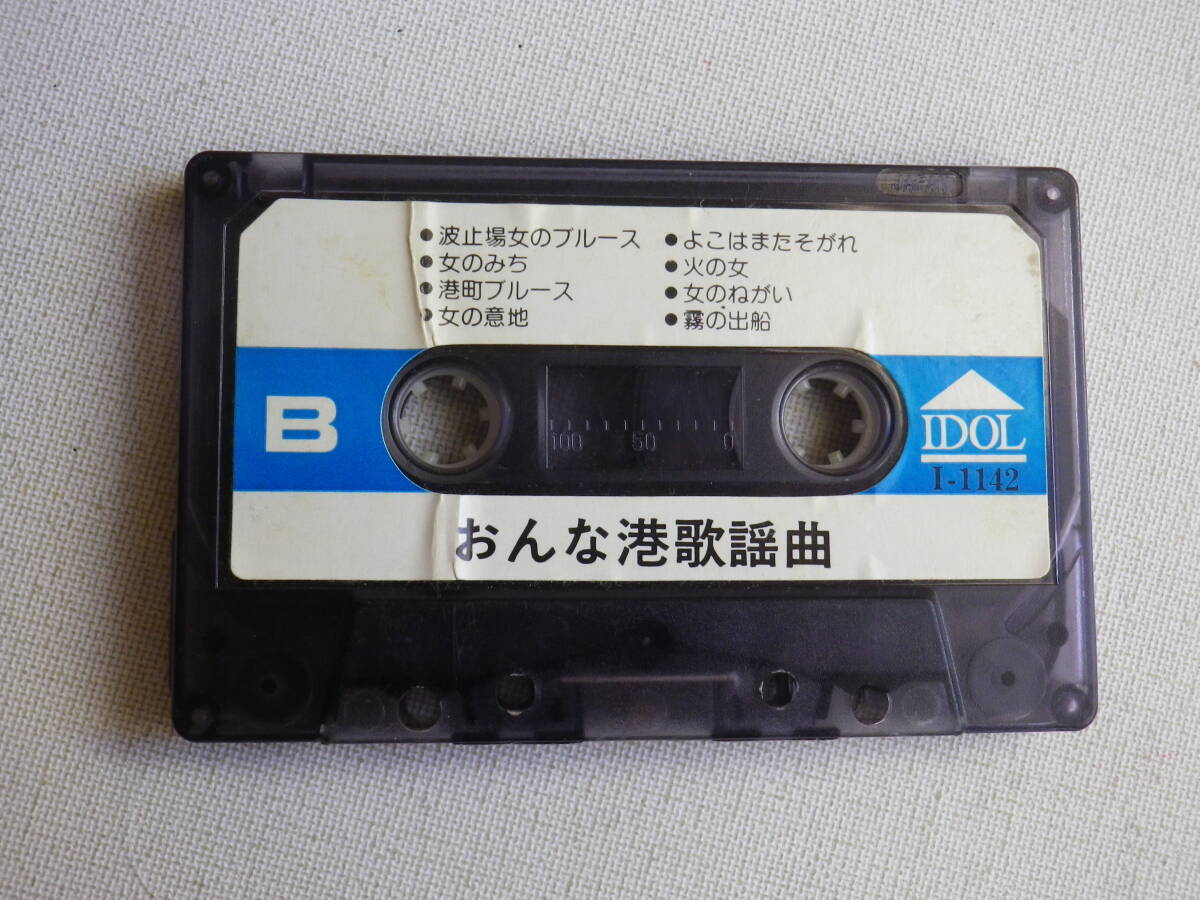 ●波止場女のブルース
●女のみち
●港町ブルース
●女の意地
●よこはまたそがれ
●火の女
●女のねがい
●霧の出船
B
100 50 0
IDOL
I-1142
おんな港歌謡曲